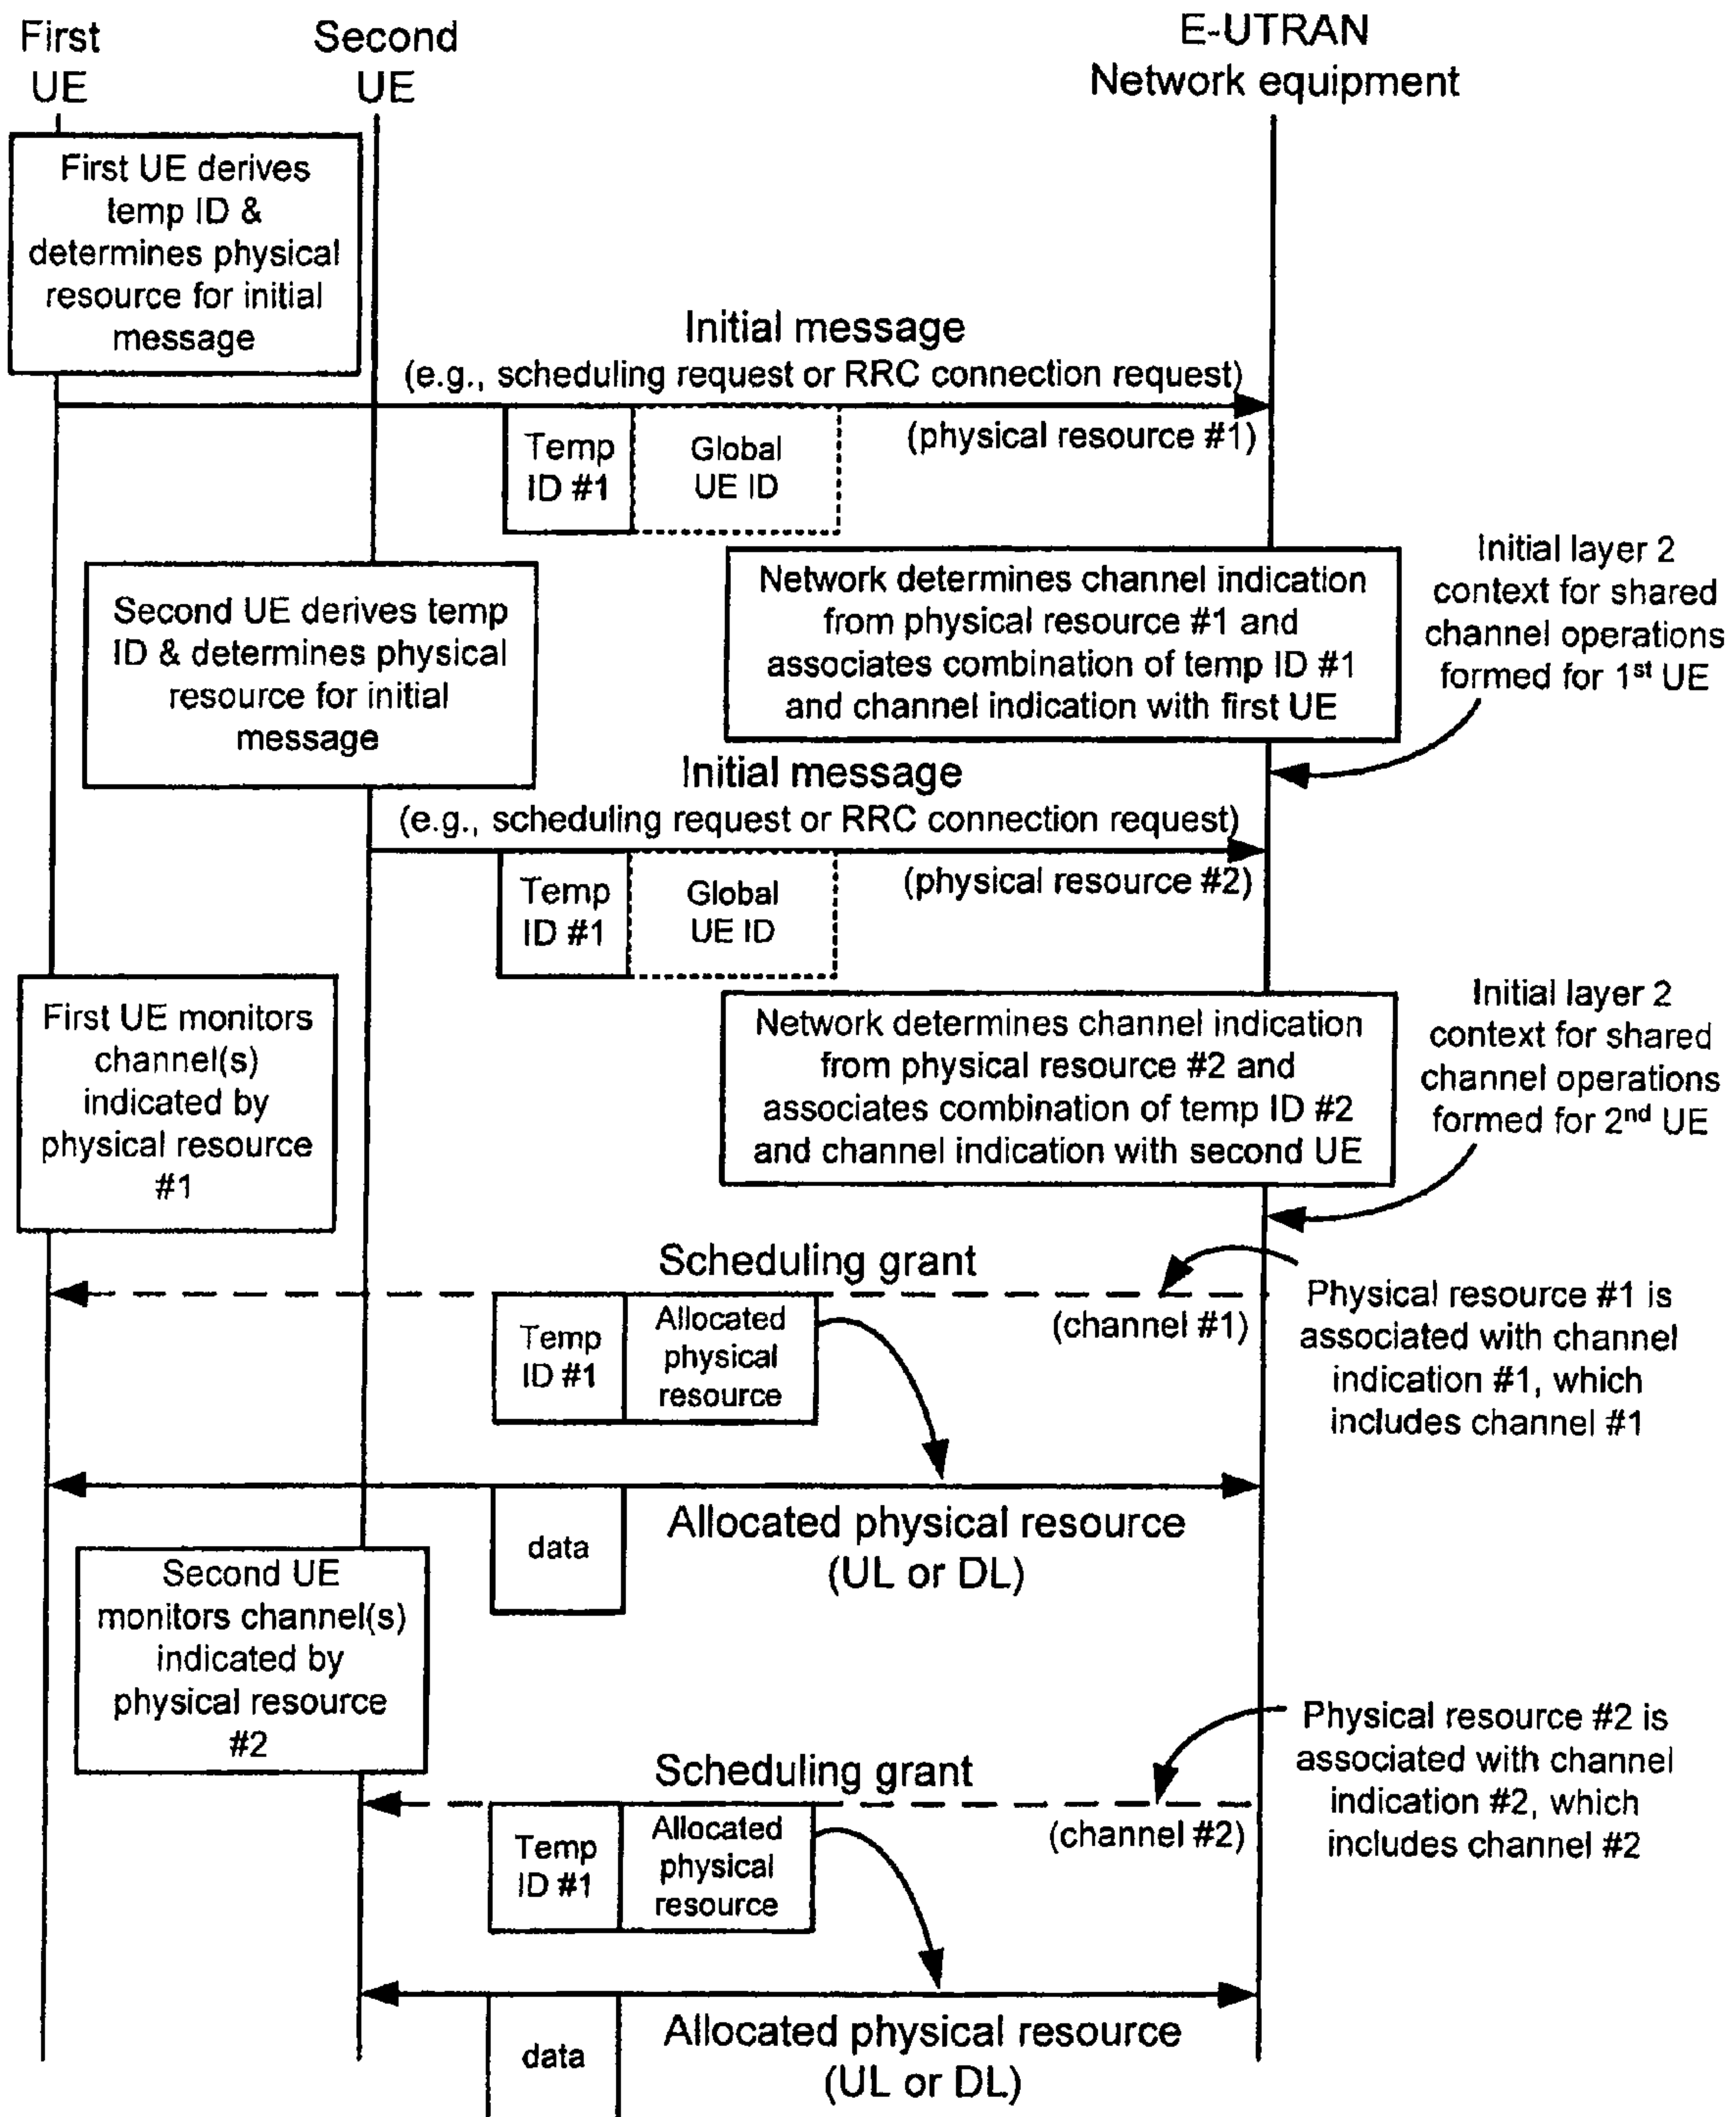 First
UE
Second
UE
E-UTRAN
Network equipment
First UE derives
temp ID &
determines physical
resource for initial
message
Initial message
(e.g., scheduling request or RRC connection request)
(physical resource #1)
Temp
ID #1
Global
UE ID
Second UE derives temp
ID & determines physical
resource for initial
message
Network determines channel indication
from physical resource #1 and
associates combination of temp ID #1
and channel indication with first UE
Initial layer 2
context for shared
channel operations
formed for 1st UE
Initial message
(e.g., scheduling request or RRC connection request)
(physical resource #2)
Temp
ID #1
Global
UE ID
First UE monitors
channel(s)
indicated by
physical resource
#1
Network determines channel indication
from physical resource #2 and
associates combination of temp ID #2
and channel indication with second UE
Initial layer 2
context for shared
channel operations
formed for 2nd UE
Scheduling grant
(channel #1)
Temp
ID #1
Allocated
physical
resource
Physical resource #1 is
associated with channel
indication #1, which
includes channel #1
data
Allocated physical resource
(UL or DL)
Second UE
monitors channel(s)
indicated by
physical resource
#2
Scheduling grant
(channel #2)
Temp
ID #1
Allocated
physical
resource
Physical resource #2 is
associated with channel
indication #2, which
includes channel #2
data
Allocated physical resource
(UL or DL)